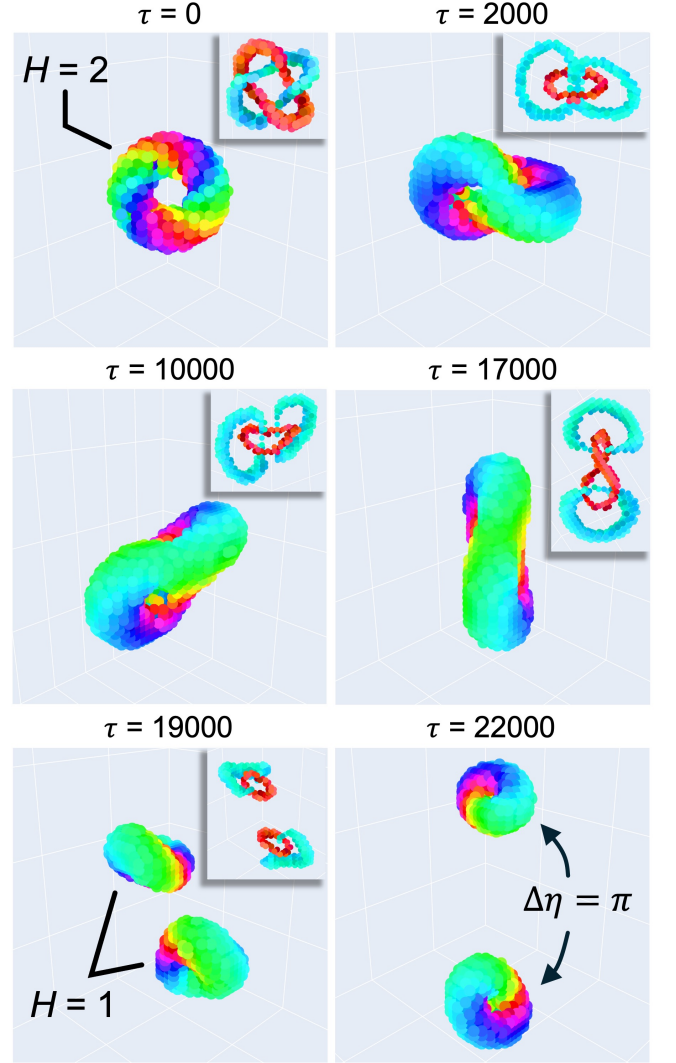 τ = 0
τ = 2000
H = 2
τ = 10000
τ = 17000
τ = 19000
τ = 22000
Δη = π
H = 1